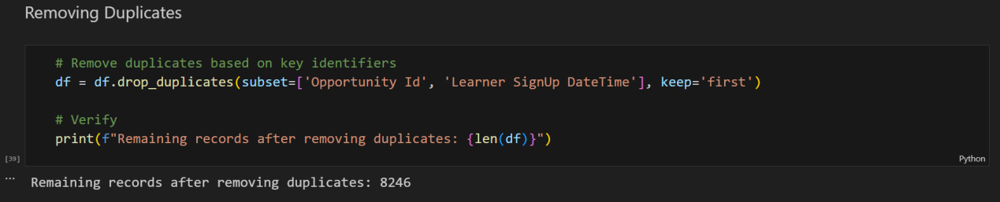 Removing Duplicates
# Remove duplicates based on key identifiers
df = df.drop_duplicates(subset=['Opportunity Id', 'Learner SignUp DateTime'], keep='first')
# Verify
print(f"Remaining records after removing duplicates: {len(df)}")
[39]
Python
... Remaining records after removing duplicates: 8246